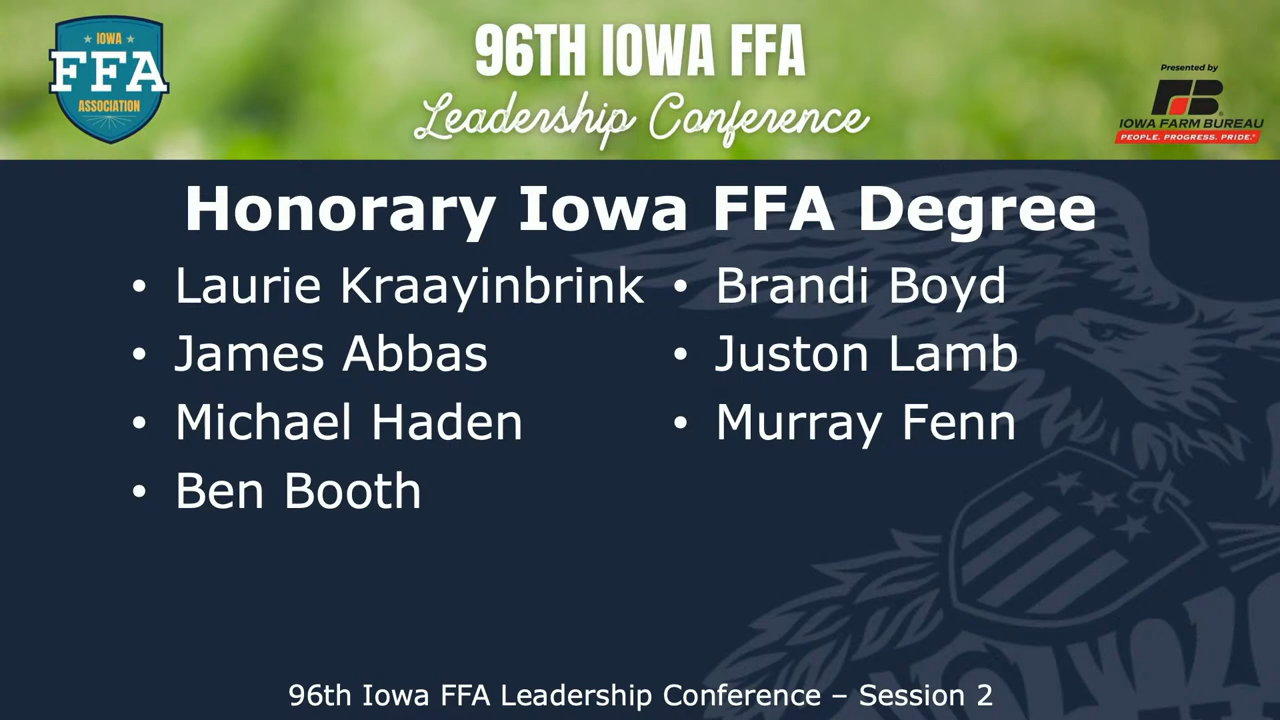 IOWA
FFA
ASSOCIATION
96TH IOWA FFA
Leadership Conference
Presented by
FB
IOWA FARM BUREAU
PEOPLE. PROGRESS. PRIDE.®
Honorary Iowa FFA Degree
• Laurie Kraayinbrink
• James Abbas
• Michael Haden
• Ben Booth
• Brandi Boyd
• Juston Lamb
• Murray Fenn
96th Iowa FFA Leadership Conference – Session 2